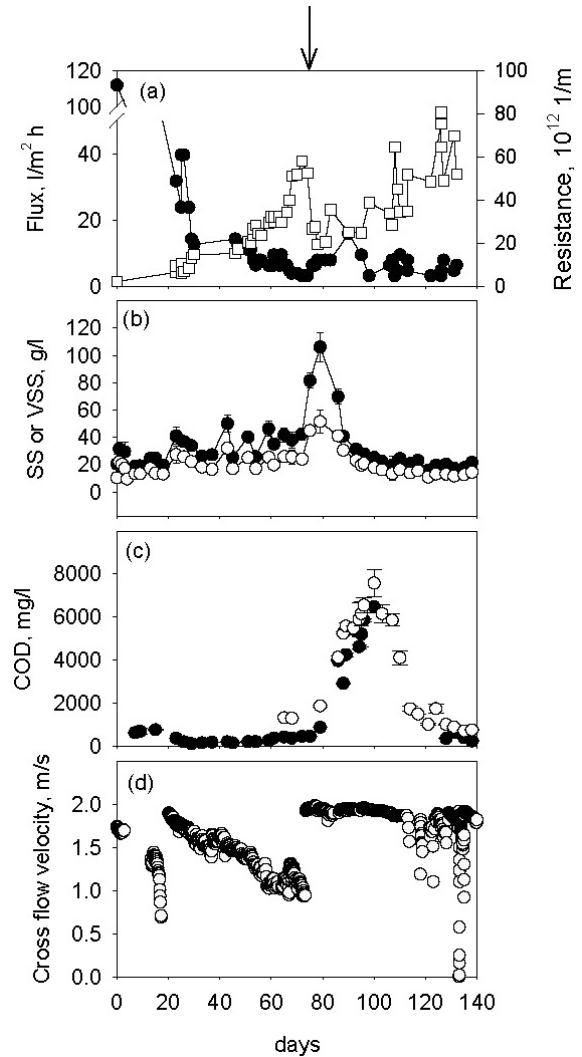 (a)
Flux, l/m² h
120
100
40
20
0
Resistance, 10¹² 1/m
100
80
60
40
20
0
(b)
SS or VSS, g/l
120
100
80
60
40
20
0
(c)
COD, mg/l
8000
6000
4000
2000
0
(d)
Cross flow velocity, m/s
2.0
1.5
1.0
0.5
0.0
0 20 40 60 80 100 120 140
days